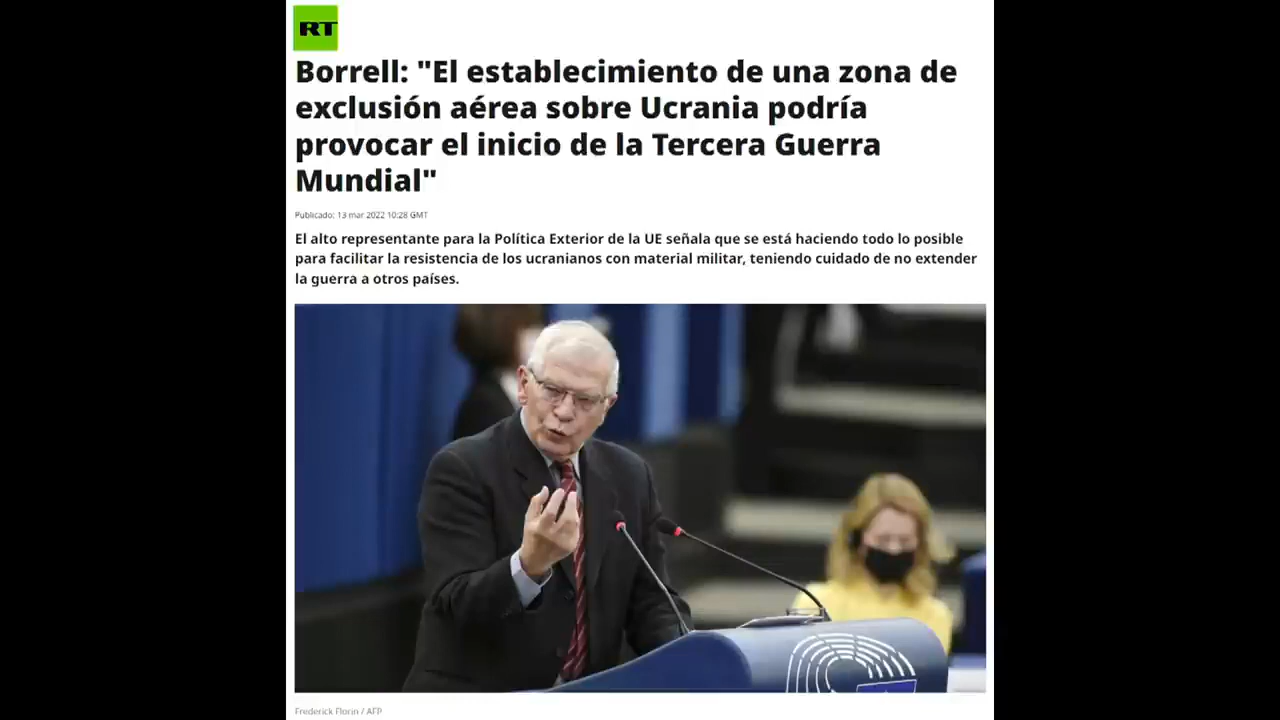 RT
Borrell: "El establecimiento de una zona de
exclusión aérea sobre Ucrania podría
provocar el inicio de la Tercera Guerra
Mundial"
Publicado: 13 mar 2022 10:28 GMT
El alto representante para la Política Exterior de la UE señala que se está haciendo todo lo posible
para facilitar la resistencia de los ucranianos con material militar, teniendo cuidado de no extender
la guerra a otros países.
Frederick Florin / AFP